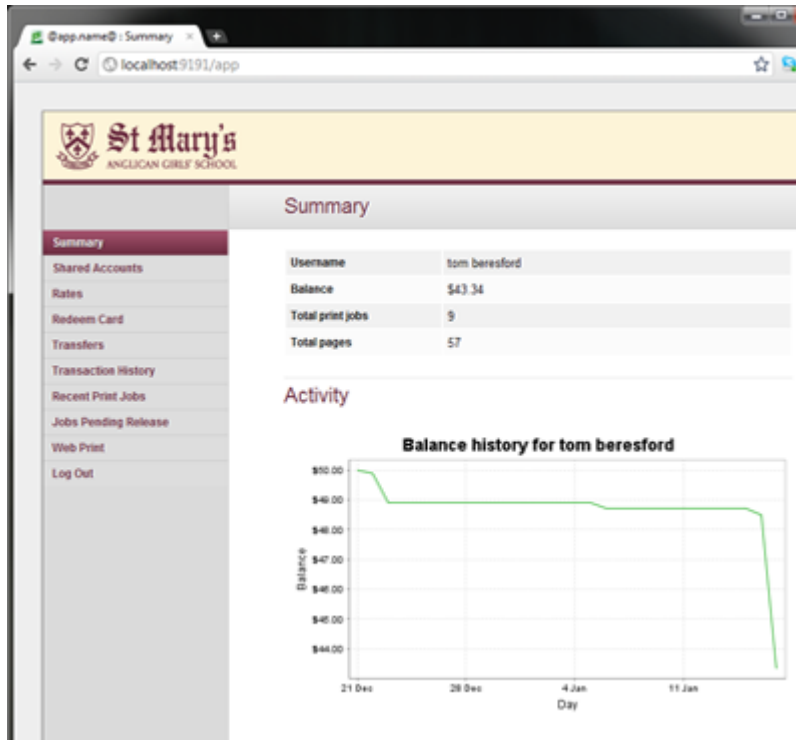 @app.name@ : Summary
localhost:9191/app
St Mary's
ANGLICAN GIRLS' SCHOOL
Summary
Summary
Shared Accounts
Rates
Redeem Card
Transfers
Transaction History
Recent Print Jobs
Jobs Pending Release
Web Print
Log Out
Username tom beresford
Balance $43.34
Total print jobs 9
Total pages 57
Activity
Balance history for tom beresford
$50.00
$49.00
$48.00
$47.00
$46.00
$45.00
$44.00
Balance
21 Dec 28 Dec 4 Jan 11 Jan
Day